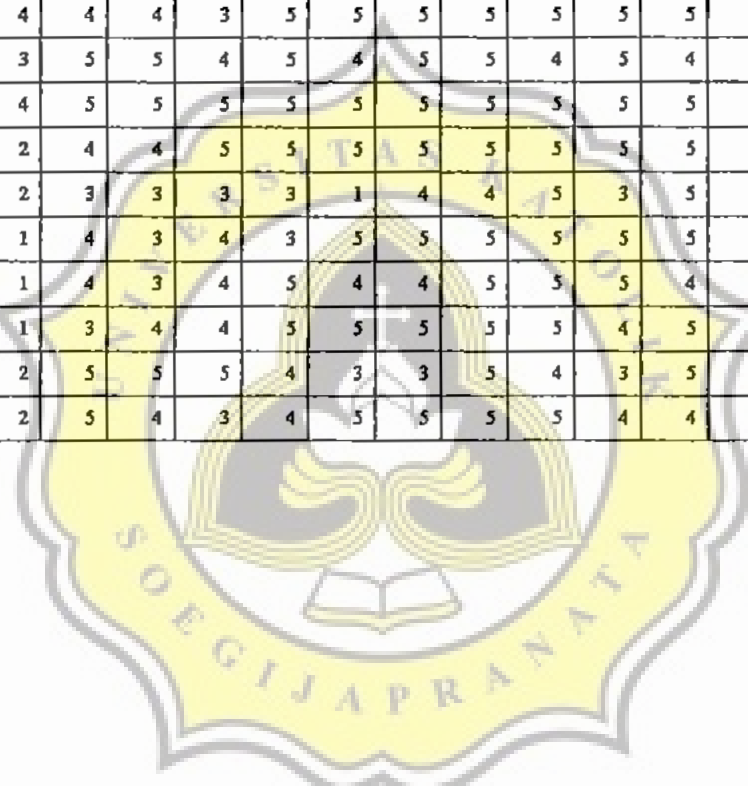 4 4 4 3 5 5 5 5 5 5 5
3 5 5 4 5 4 5 5 4 5 4
4 5 5 5 5 5 5 5 5 5 5
2 4 4 5 5 5 5 5 5 5 5
2 3 3 3 3 1 4 4 5 3 5
1 4 3 4 3 5 5 5 5 5 5
1 4 3 4 5 4 4 5 5 5 4
1 3 4 4 5 5 5 5 5 4 5
2 5 5 5 4 3 3 5 4 3 5
2 5 4 3 4 5 5 5 5 4 4
UNIVERSITAS KATOLIK
SOEGIJAPRANATA